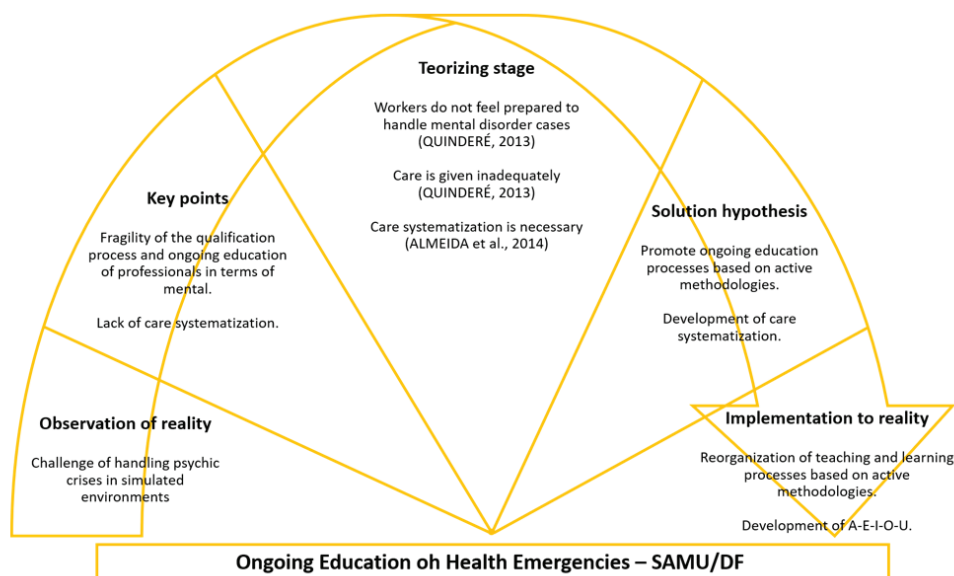 Teorizing stage
Workers do not feel prepared to
handle mental disorder cases
(QUINDERÉ, 2013)
Care is given inadequately
(QUINDERÉ, 2013)
Care systematization is necessary
(ALMEIDA et al., 2014)
Key points
Fragility of the qualification
process and ongoing education
of professionals in terms of
mental.
Lack of care systematization.
Solution hypothesis
Promote ongoing education
processes based on active
methodologies.
Development of care
systematization.
Observation of reality
Challenge of handling psychic
crises in simulated
environments
Implementation to reality
Reorganization of teaching and learning
processes based on active
methodologies.
Development of A-E-I-O-U.
Ongoing Education oh Health Emergencies – SAMU/DF